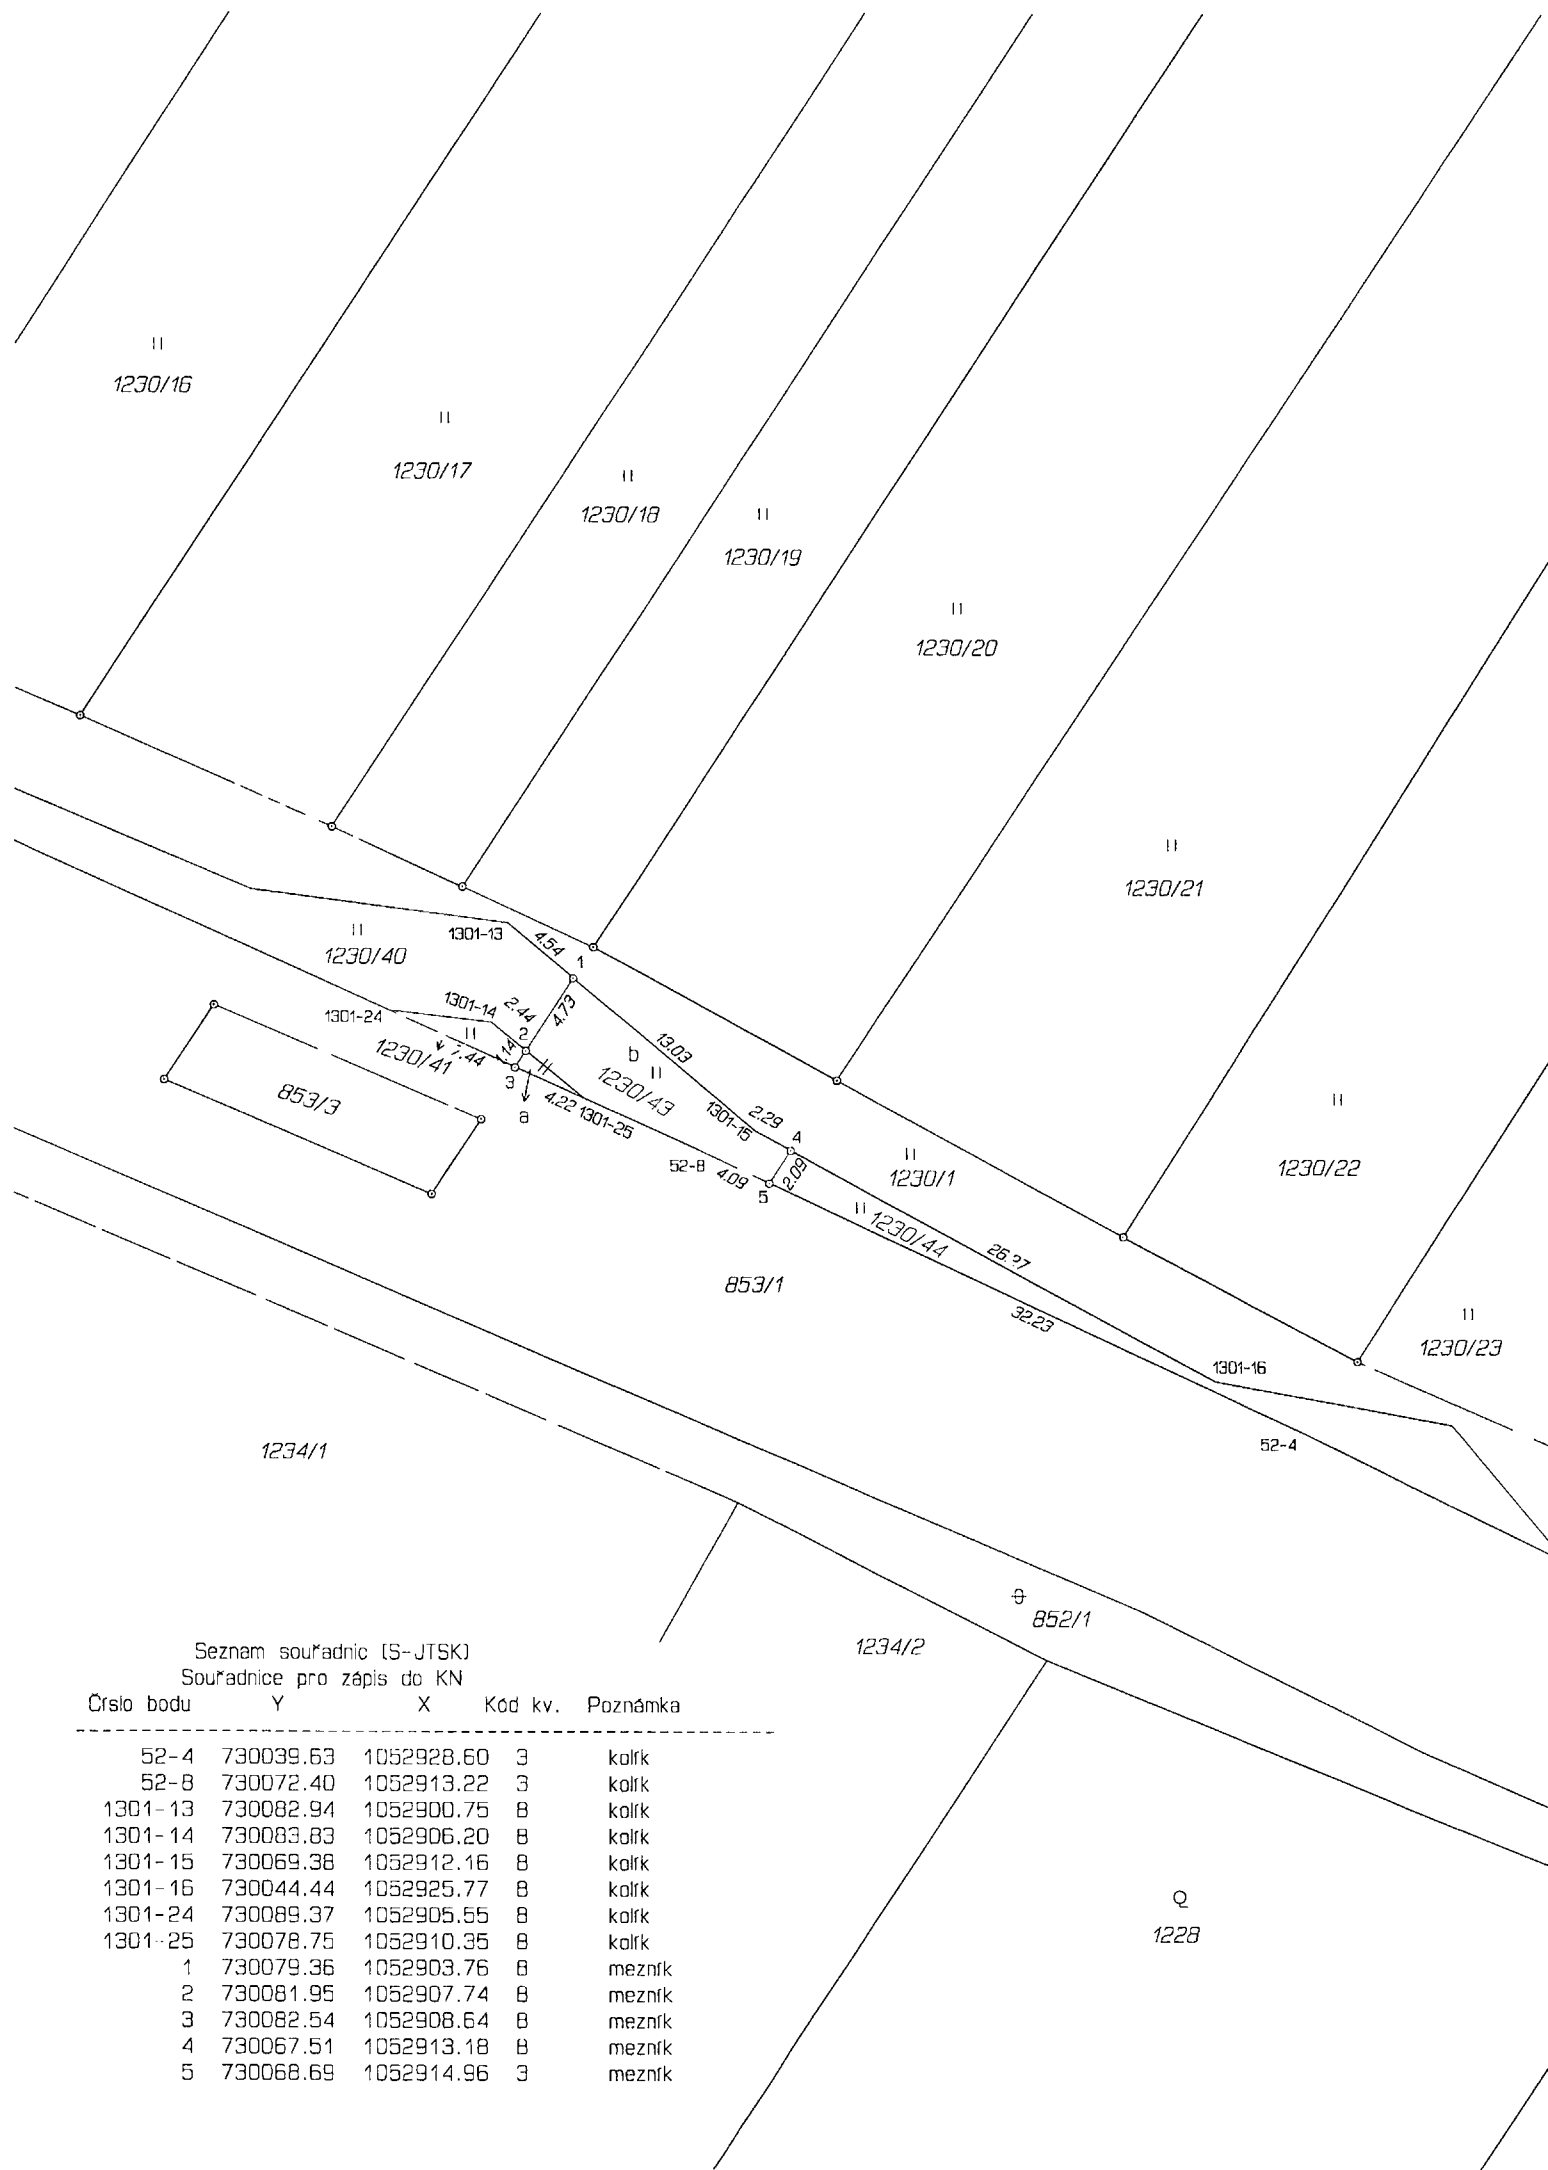 1230/16
1230/17
1230/18
1230/19
1230/20
1230/21
1230/22
1230/23
1301-13
4.54
1
1230/40
1301-14
2.44
4.73
1301-24
1230/41
7.44
1.14
2
3
a
b
13.03
1230/43
4.22
1301-25
1301-15
2.29
4
853/3
52-8
4.09
5
2.09
1230/1
1230/44
26.27
32.23
853/1
1301-16
52-4
1234/1
852/1
1234/2
1228
Seznam souřadnic (S-JTSK)
Souřadnice pro zápis do KN
Číslo bodu Y X Kód kv. Poznámka
52-4 730039.63 1052928.60 3 kolík
52-8 730072.40 1052913.22 3 kolík
1301-13 730082.94 1052900.75 8 kolík
1301-14 730083.83 1052906.20 8 kolík
1301-15 730069.38 1052912.16 8 kolík
1301-16 730044.44 1052925.77 8 kolík
1301-24 730089.37 1052905.55 8 kolík
1301-25 730078.75 1052910.35 8 kolík
1 730079.36 1052903.76 8 mezník
2 730081.95 1052907.74 8 mezník
3 730082.54 1052908.64 8 mezník
4 730067.51 1052913.18 8 mezník
5 730068.69 1052914.96 3 mezník